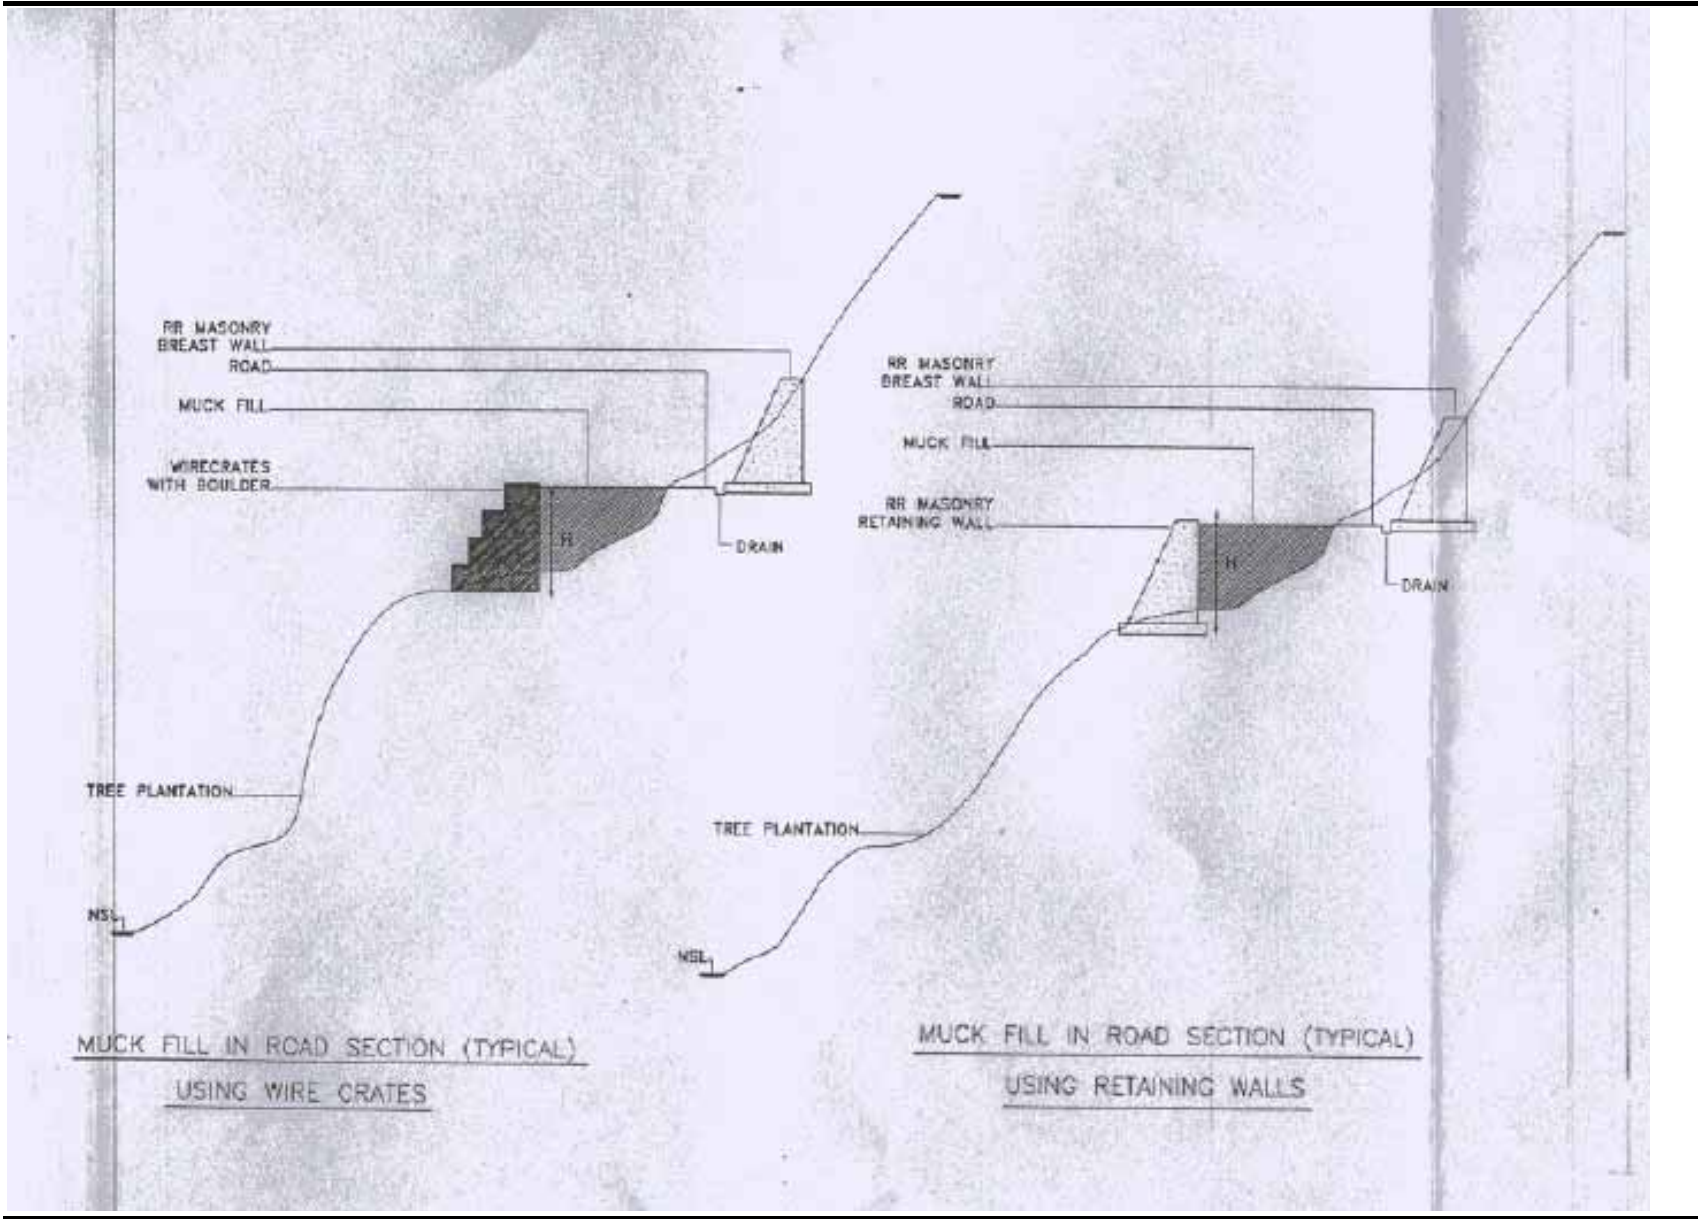 RR MASONRY
BREAST WALL
ROAD
MUCK FILL
WIRECRATES
WITH BOULDER
H
DRAIN
TREE PLANTATION
NSL
MUCK FILL IN ROAD SECTION (TYPICAL)
USING WIRE CRATES
RR MASONRY
BREAST WALL
ROAD
MUCK FILL
RR MASONRY
RETAINING WALL
H
DRAIN
TREE PLANTATION
NSL
MUCK FILL IN ROAD SECTION (TYPICAL)
USING RETAINING WALLS